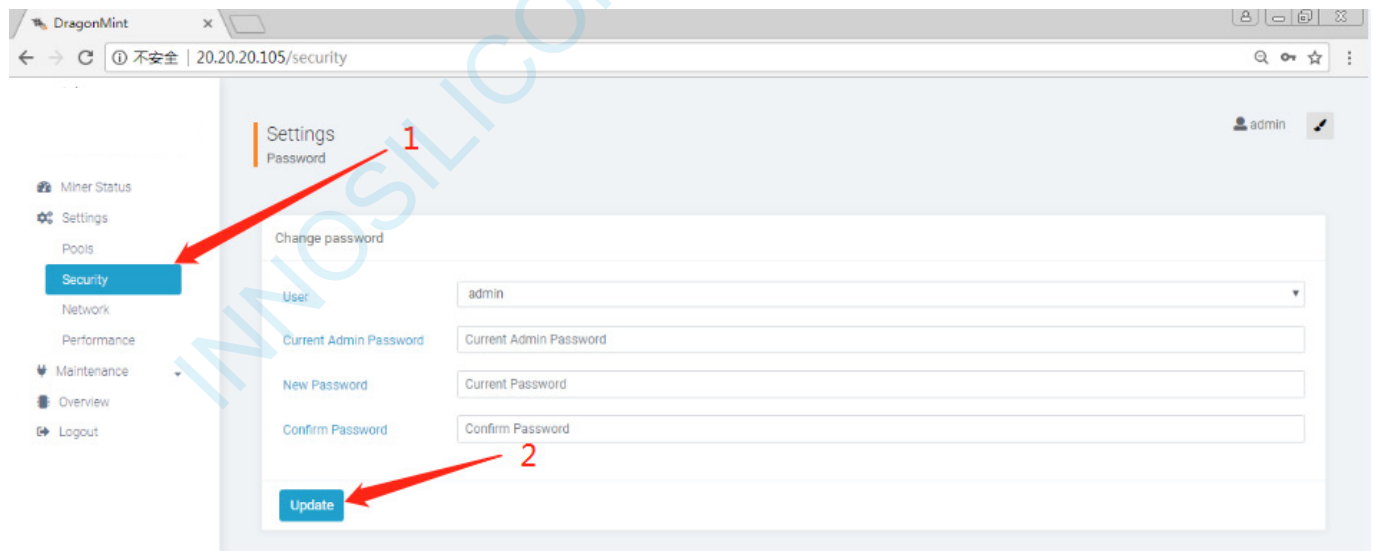 DragonMint
不安全 | 20.20.20.105/security
Settings
Password
1
admin
Miner Status
Settings
Pools
Security
Network
Performance
Maintenance
Overview
Logout
Change password
User
admin
Current Admin Password
Current Admin Password
New Password
Current Password
Confirm Password
Confirm Password
2
Update
INNOSILICON